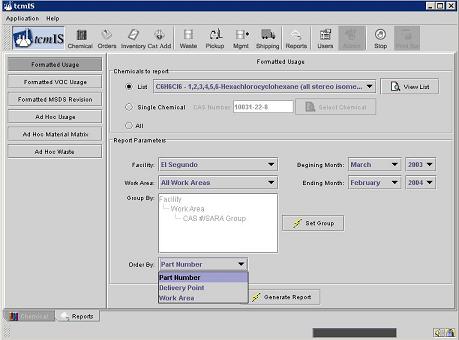 tcmIS
Application Help
tcmIS Chemical Orders Inventory Cat Add Waste Pickup Mgmt Shipping Reports Users Stop
Formatted Usage
Formatted VOC Usage
Formatted MSDS Revision
Ad Hoc Usage
Ad Hoc Material Matrix
Ad Hoc Waste
Formatted Usage
Chemicals to report
List C6H6Cl6 - 1,2,3,4,5,6-Hexachlorocyclohexane (all stereo isome... View List
Single Chemical CAS Number 10031-22-8 Select Chemical
All
Report Parameters
Facility: El Segundo Begining Month: March 2003
Work Area: All Work Areas Ending Month: February 2004
Group By: Facility
Work Area
CAS #/SARA Group
Set Group
Order By: Part Number
Part Number
Delivery Point
Work Area
Generate Report
Chemical Reports